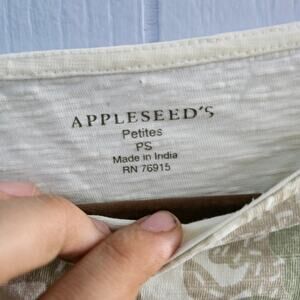 APPLESEED'S
Petites
PS
Made in India
RN 76915